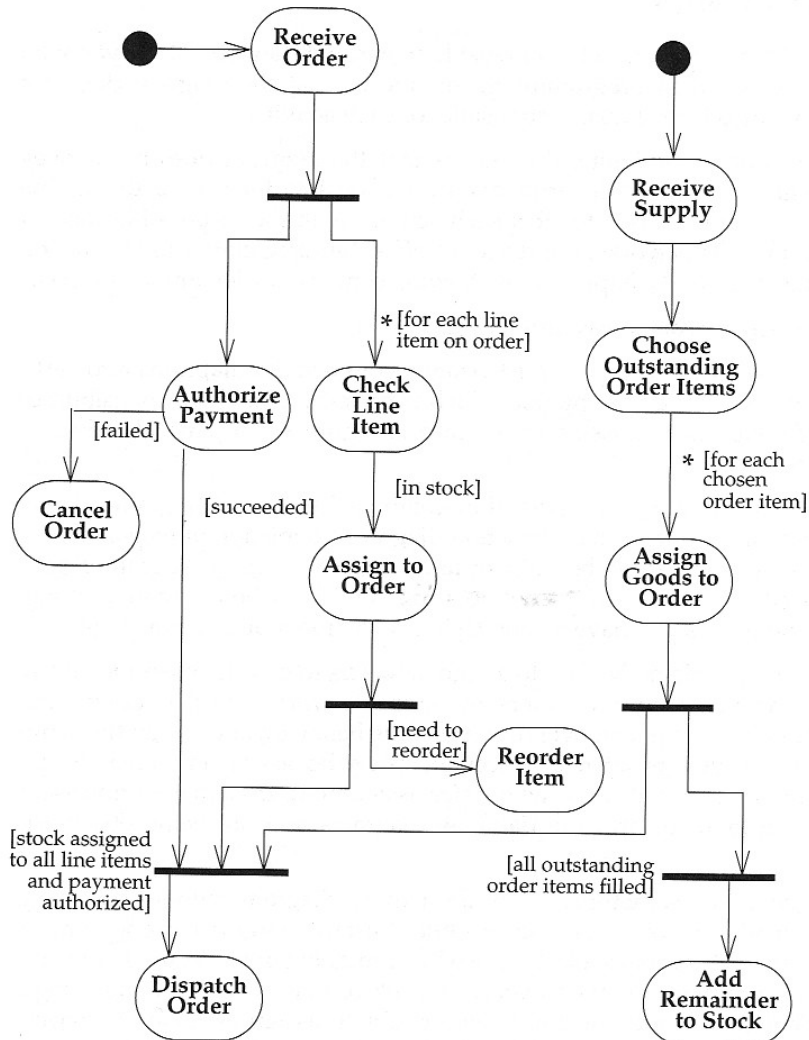 Receive
Order
Receive
Supply
* [for each line
item on order]
Authorize
Payment
Check
Line
Item
Choose
Outstanding
Order Items
[failed]
Cancel
Order
[succeeded]
[in stock]
* [for each
chosen
order item]
Assign to
Order
Assign
Goods to
Order
[need to
reorder]
Reorder
Item
[stock assigned
to all line items
and payment
authorized]
[all outstanding
order items filled]
Dispatch
Order
Add
Remainder
to Stock